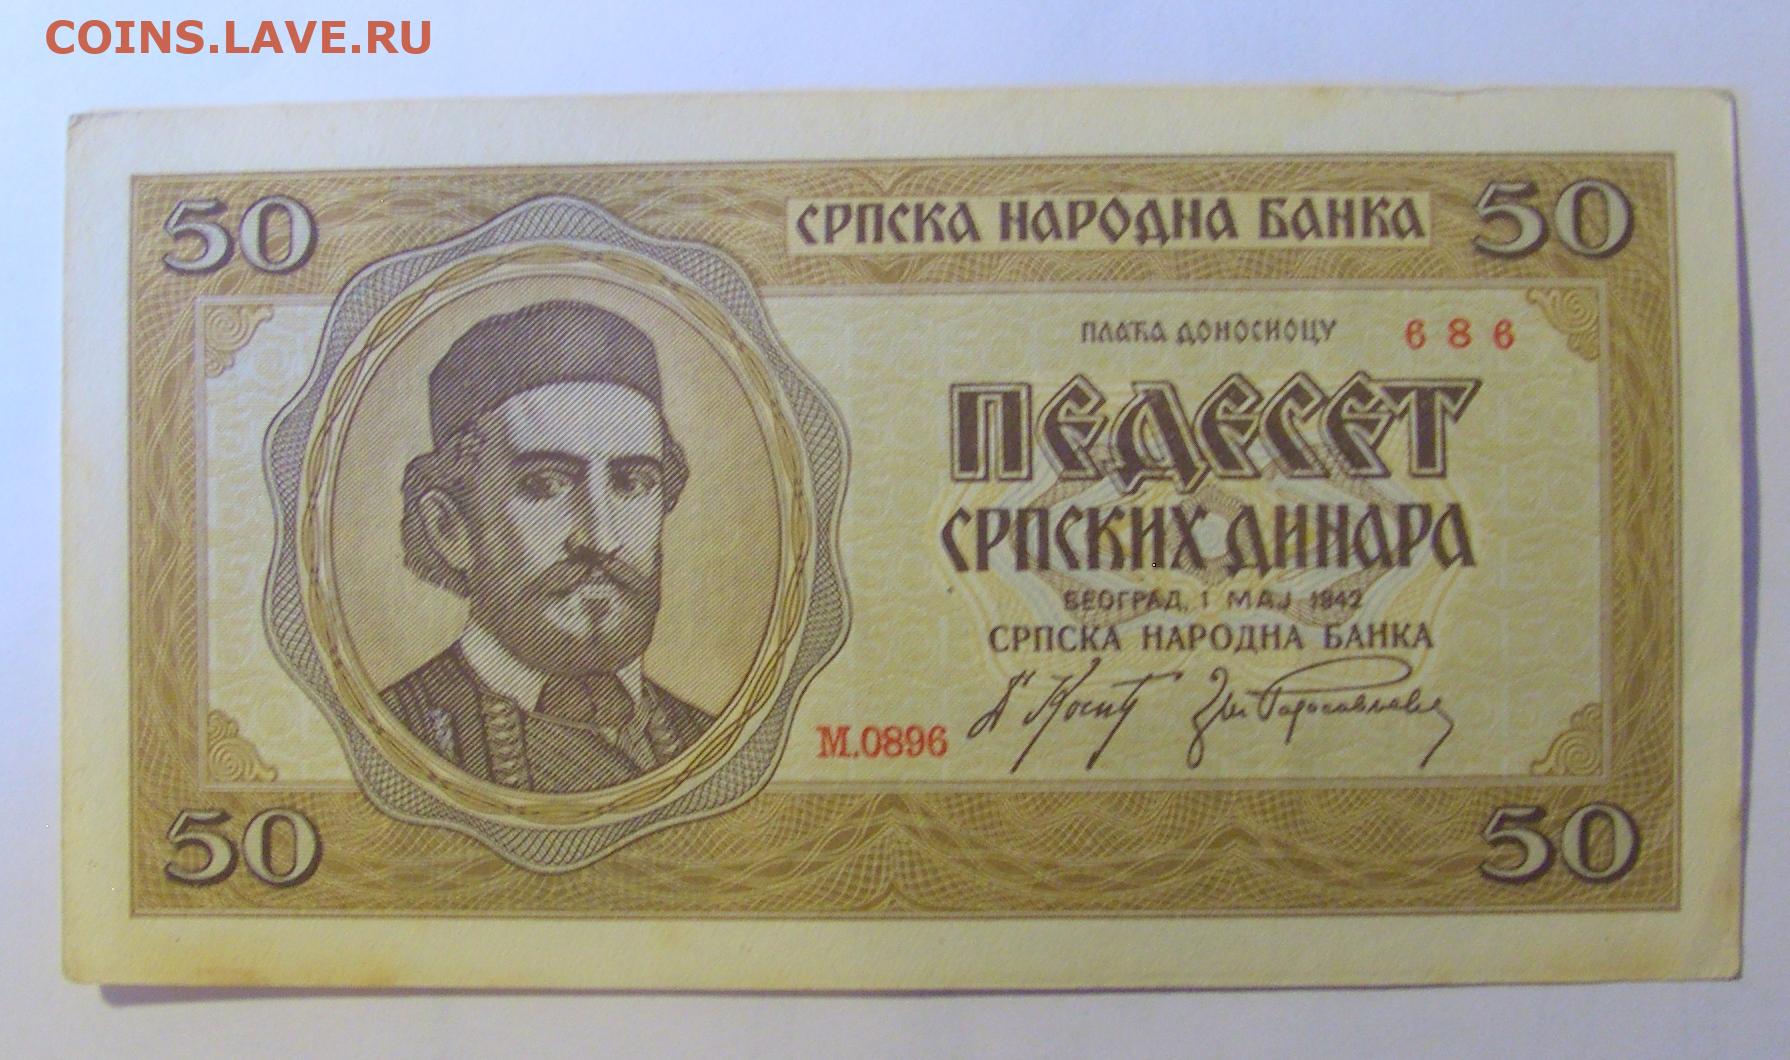 COINS.LAVE.RU
50
СРПСКА НАРОДНА БАНКА
50
ПЛАЋА ДОНОСИОЦУ
686
ПЕДЕСЕТ
СРПСКИХ ДИНАРА
БЕОГРАД, 1 МАЈ 1942
СРПСКА НАРОДНА БАНКА
М.0896
50
50